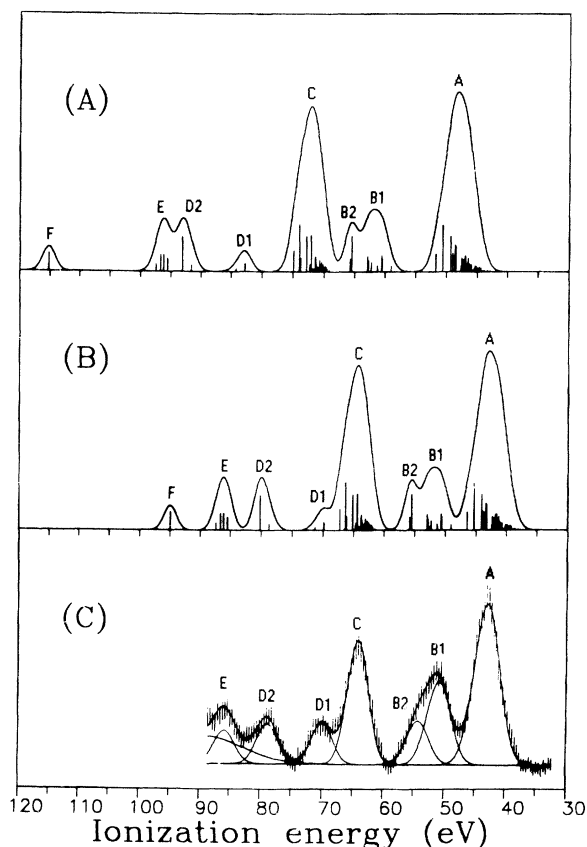 (A)
C
A
E
D2
F
D1
B2
B1
(B)
C
A
E
D2
F
D1
B2
B1
(C)
A
C
B1
E
D2
D1
B2
120 110 100 90 80 70 60 50 40 30
Ionization energy (eV)